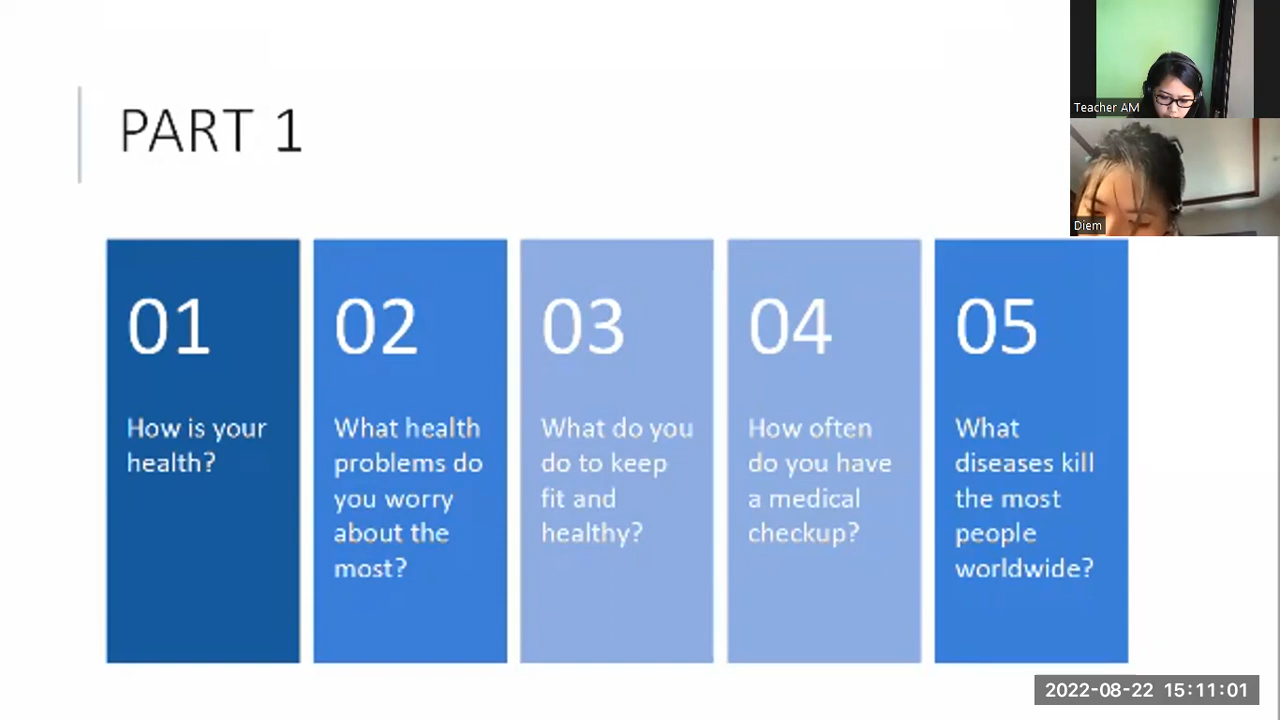 PART 1
Teacher AM
Diem
01
How is your
health?
02
What health
problems do
you worry
about the
most?
03
What do you
do to keep
fit and
healthy?
04
How often
do you have
a medical
checkup?
05
What
diseases kill
the most
people
worldwide?
2022-08-22 15:11:01